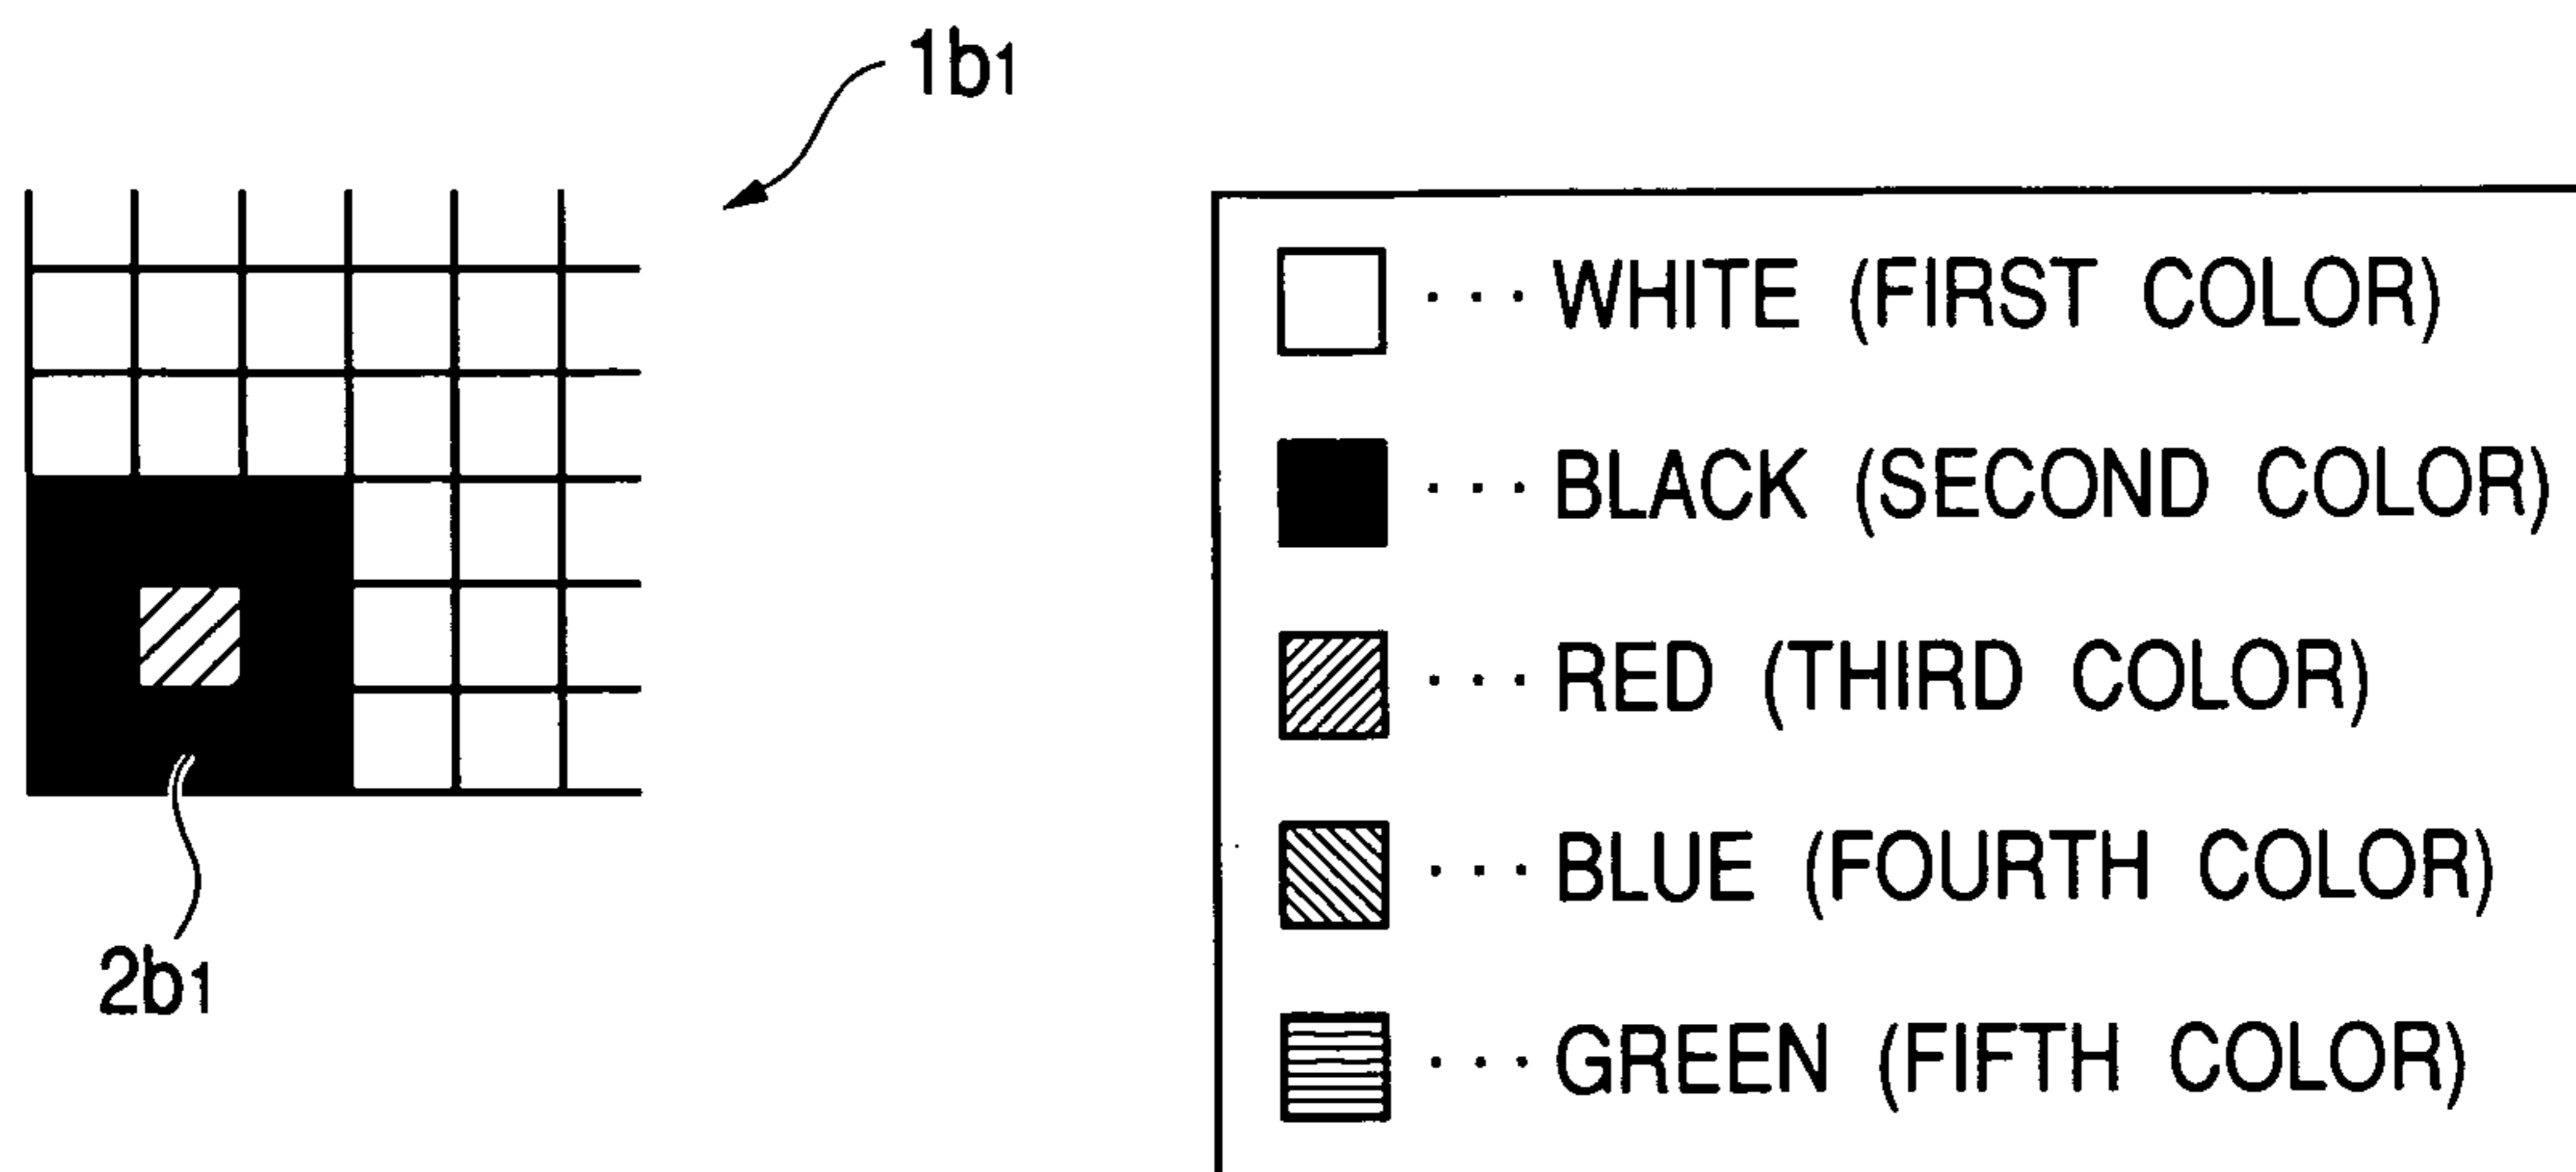 1b1
··· WHITE (FIRST COLOR)
··· BLACK (SECOND COLOR)
··· RED (THIRD COLOR)
··· BLUE (FOURTH COLOR)
··· GREEN (FIFTH COLOR)
2b1